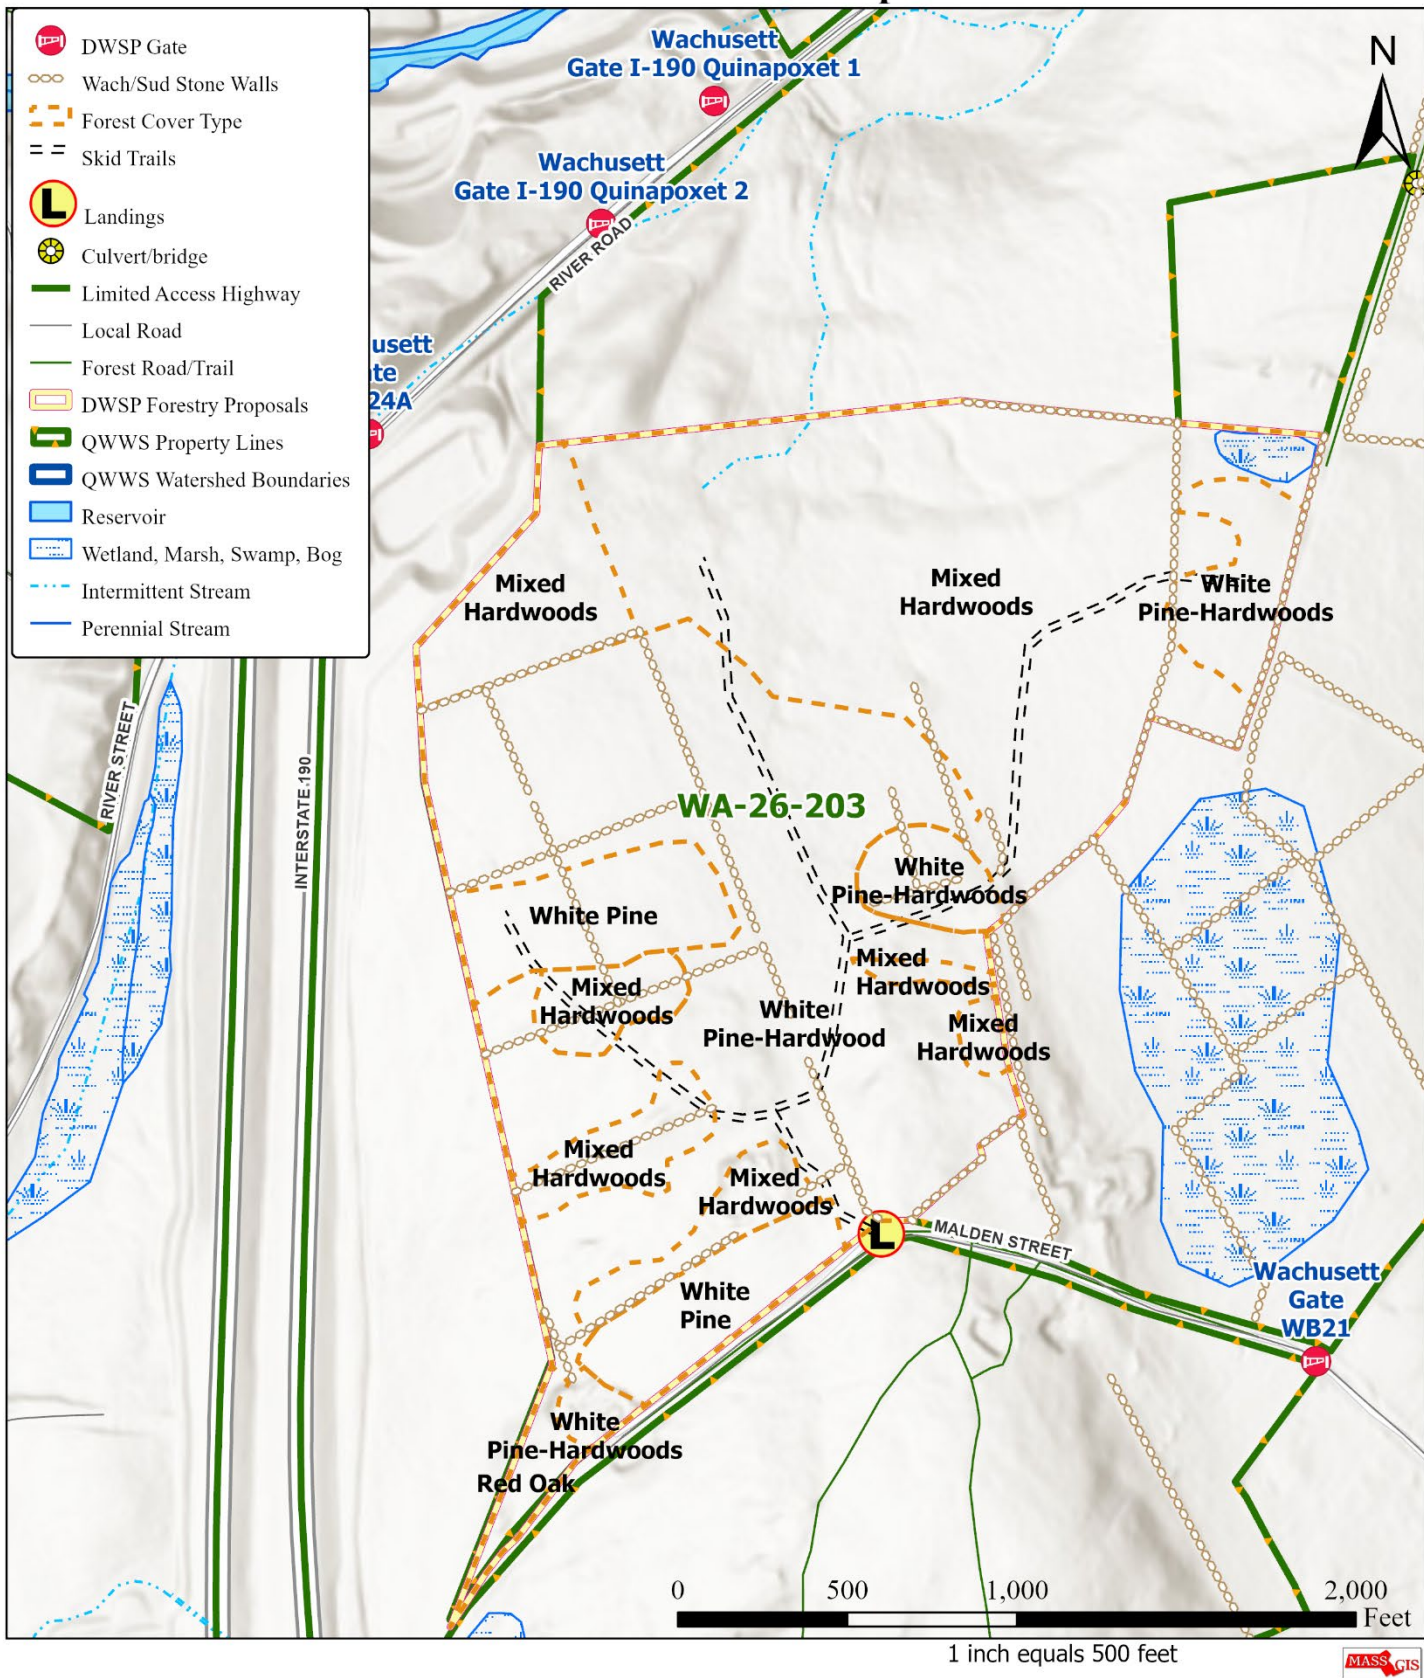 DWSP Gate
Wach/Sud Stone Walls
Forest Cover Type
Skid Trails
L
Landings
Culvert/bridge
Limited Access Highway
Local Road
Forest Road/Trail
DWSP Forestry Proposals
QWWS Property Lines
QWWS Watershed Boundaries
Reservoir
Wetland, Marsh, Swamp, Bog
Intermittent Stream
Perennial Stream
Wachusett
Gate I-190 Quinapoxet 1
N
Wachusett
Gate I-190 Quinapoxet 2
RIVER ROAD
usett
te
24A
Mixed
Hardwoods
Mixed
Hardwoods
White
Pine-Hardwoods
RIVER STREET
INTERSTATE 190
WA-26-203
White
Pine-Hardwoods
White Pine
Mixed
Hardwoods
Mixed
Hardwoods
White
Pine-Hardwood
Mixed
Hardwoods
Mixed
Hardwoods
Mixed
Hardwoods
L
MALDEN STREET
Wachusett
Gate
WB21
White
Pine
White
Pine-Hardwoods
Red Oak
0 500 1,000 2,000
Feet
1 inch equals 500 feet
MASS GIS